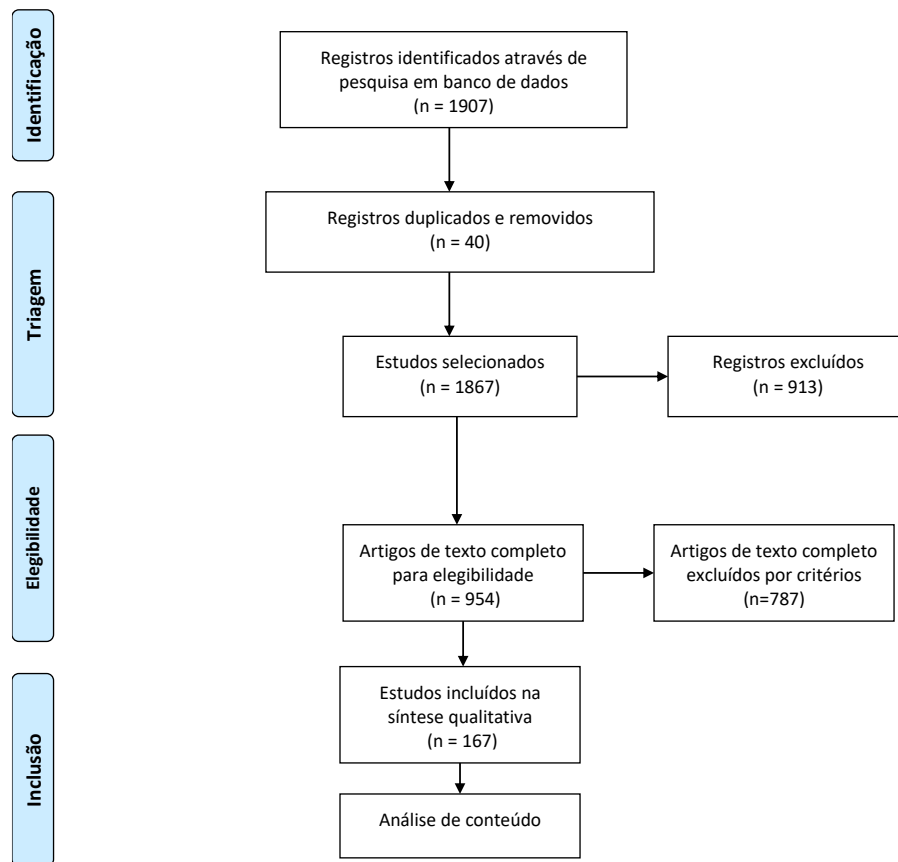 Identificação
Registros identificados através de
pesquisa em banco de dados
(n = 1907)
Triagem
Registros duplicados e removidos
(n = 40)
Estudos selecionados
(n = 1867)
Registros excluídos
(n = 913)
Elegibilidade
Artigos de texto completo
para elegibilidade
(n = 954)
Artigos de texto completo
excluídos por critérios
(n=787)
Inclusão
Estudos incluídos na
síntese qualitativa
(n = 167)
Análise de conteúdo